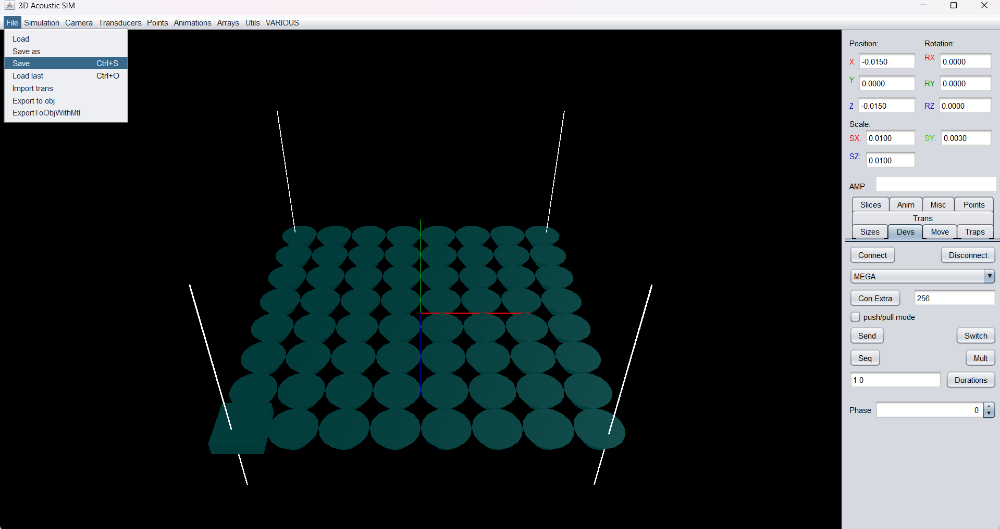 3D Acoustic SIM
File Simulation Camera Transducers Points Animations Arrays Utils VARIOUS
Load
Save as
Save Ctrl+S
Load last Ctrl+O
Import trans
Export to obj
ExportToObjWithMtl
Position: Rotation:
X -0.0150 RX 0.0000
Y 0.0000 RY 0.0000
Z -0.0150 RZ 0.0000
Scale:
SX: 0.0100 SY: 0.0030
SZ: 0.0100
AMP
Slices Anim Misc Points
Trans
Sizes Devs Move Traps
Connect Disconnect
MEGA
Con Extra 256
push/pull mode
Send Switch
Seq Mult
1 0 Durations
Phase 0